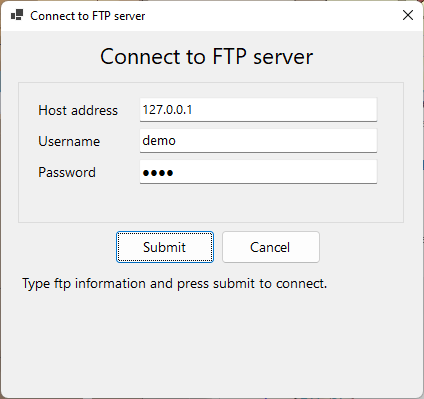 Connect to FTP server
Connect to FTP server
Host address 127.0.0.1
Username demo
Password ●●●●
Submit Cancel
Type ftp information and press submit to connect.